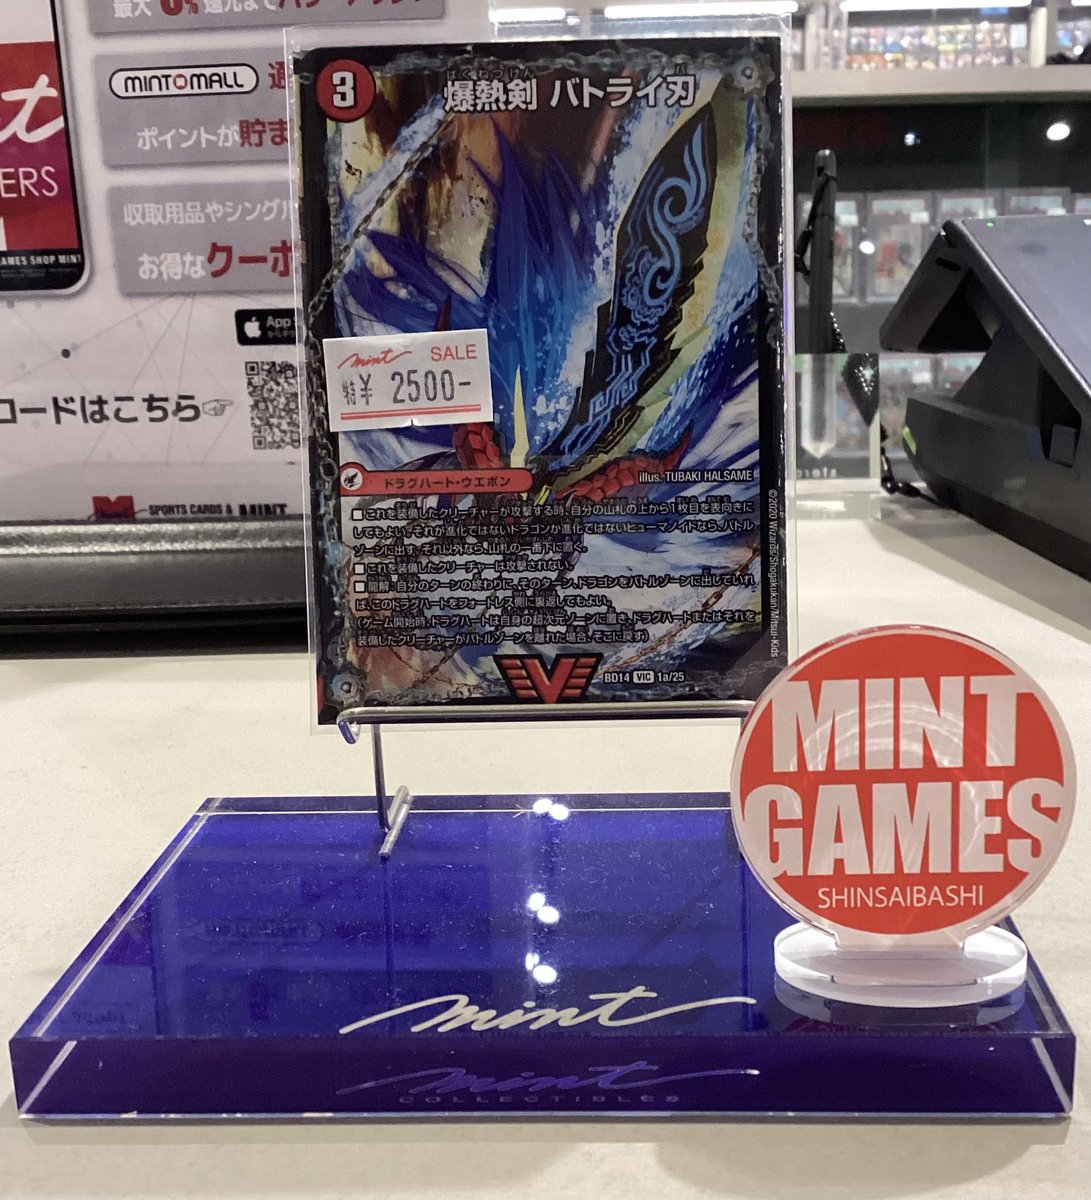 MINT MALL
ポイントが貯ま
収取用品やシングル
お得なクーポ
ERS
GAMES SHOP MINT
App
コードはこちら
SPORTS CARDS &
3
ばくねつけん
爆熱剣 バトライ刃
mint SALE
特¥ 2500-
ドラグハート・ウエポン
illus. TUBAKI HALSAME
■これを装備したクリーチャーが攻撃する時、自分の山札の上から1枚目を表向きに
してもよい。それが進化ではないドラゴンか進化ではないヒューマノイドなら、バトル
ゾーンに出す。それ以外なら、山札の一番下に置く。
■これを装備したクリーチャーは攻撃されない。
■龍解:自分のターンの終わりに、そのターン、ドラゴンをバトルゾーンに出していれ
ば、このドラグハートをフォートレス側に裏返してもよい。
(ゲーム開始時、ドラグハートは自身の超次元ゾーンに置き、ドラグハートまたはそれを
装備したクリーチャーがバトルゾーンを離れた場合、そこに戻す)
©2020 Wizards/Shogakukan/Mitsui-Kids
V
BD14 VIC 1a/25
MINT
GAMES
SHINSAIBASHI
mint
mint
COLLECTIBLES